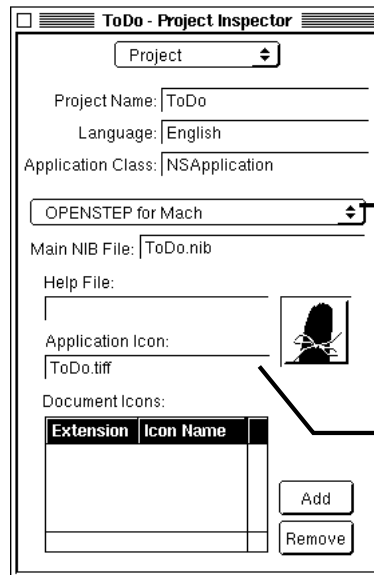 ToDo - Project Inspector
Project
Project Name: ToDo
Language: English
Application Class: NSApplication
OPENSTEP for Mach
Main NIB File: ToDo.nib
Help File:
Application Icon:
ToDo.tiff
Document Icons:
Extension Icon Name
Add
Remove